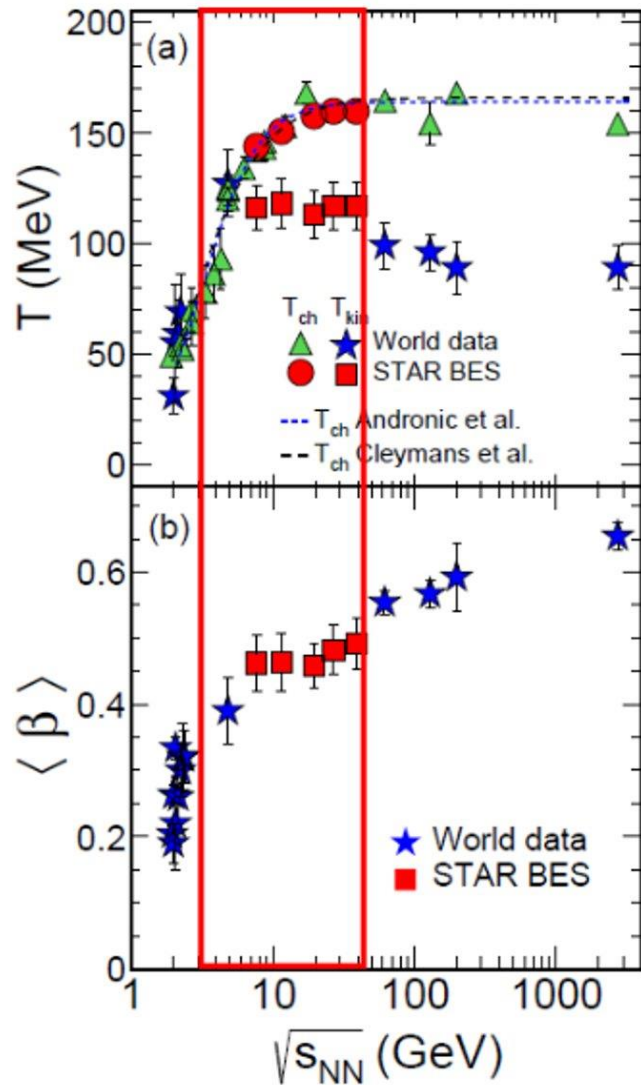 200
(a)
150
T (MeV)
100
T_ch T_kin
World data
50
STAR BES
T_ch Andronic et al.
0
T_ch Cleymans et al.
(b)
0.6
⟨ β ⟩
0.4
0.2
World data
STAR BES
0
1 10 100 1000
√s_NN (GeV)